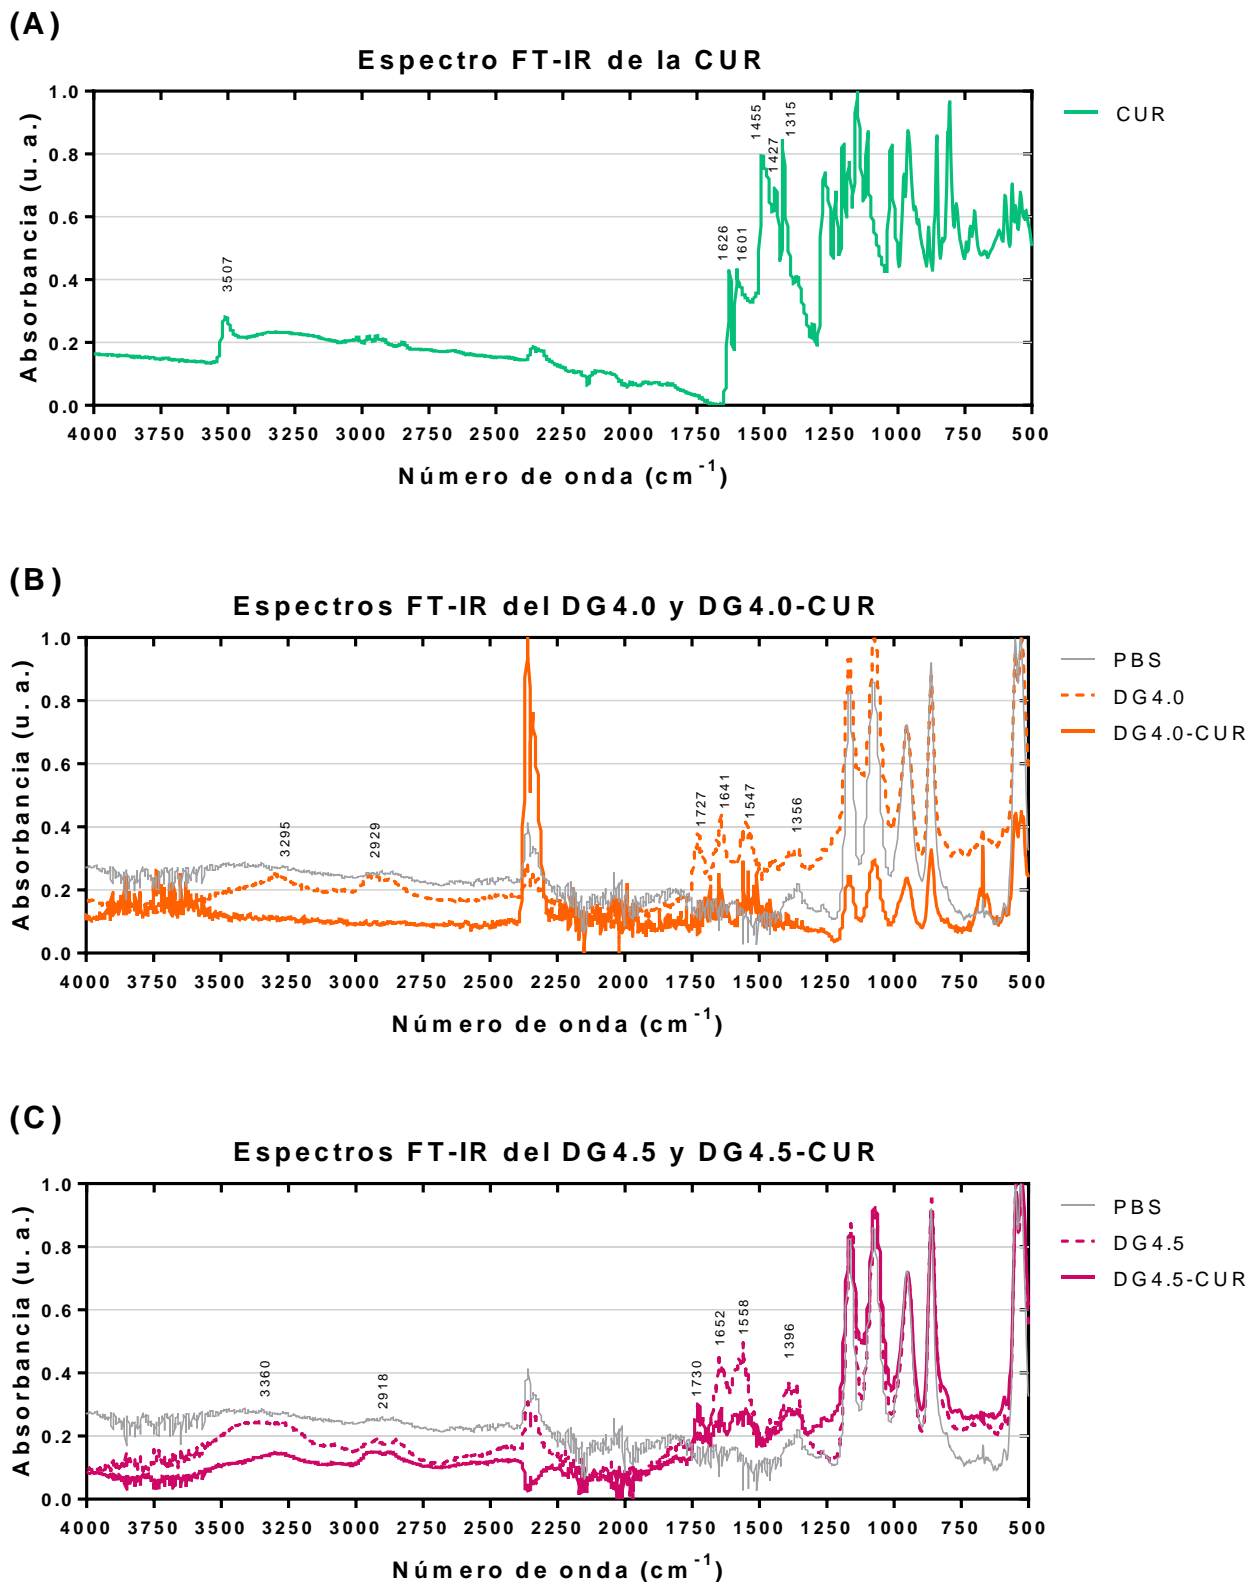 (A)
Espectro FT-IR de la CUR
Absorbancia (u. a.)
1.0
0.8
0.6
0.4
0.2
0.0
3507
1626
1601
1455
1427
1315
CUR
4000 3750 3500 3250 3000 2750 2500 2250 2000 1750 1500 1250 1000 750 500
Número de onda (cm⁻¹)
(B)
Espectros FT-IR del DG4.0 y DG4.0-CUR
Absorbancia (u. a.)
1.0
0.8
0.6
0.4
0.2
0.0
3295
2929
1727
1641
1547
1356
PBS
DG4.0
DG4.0-CUR
4000 3750 3500 3250 3000 2750 2500 2250 2000 1750 1500 1250 1000 750 500
Número de onda (cm⁻¹)
(C)
Espectros FT-IR del DG4.5 y DG4.5-CUR
Absorbancia (u. a.)
1.0
0.8
0.6
0.4
0.2
0.0
3360
2918
1730
1652
1558
1396
PBS
DG4.5
DG4.5-CUR
4000 3750 3500 3250 3000 2750 2500 2250 2000 1750 1500 1250 1000 750 500
Número de onda (cm⁻¹)